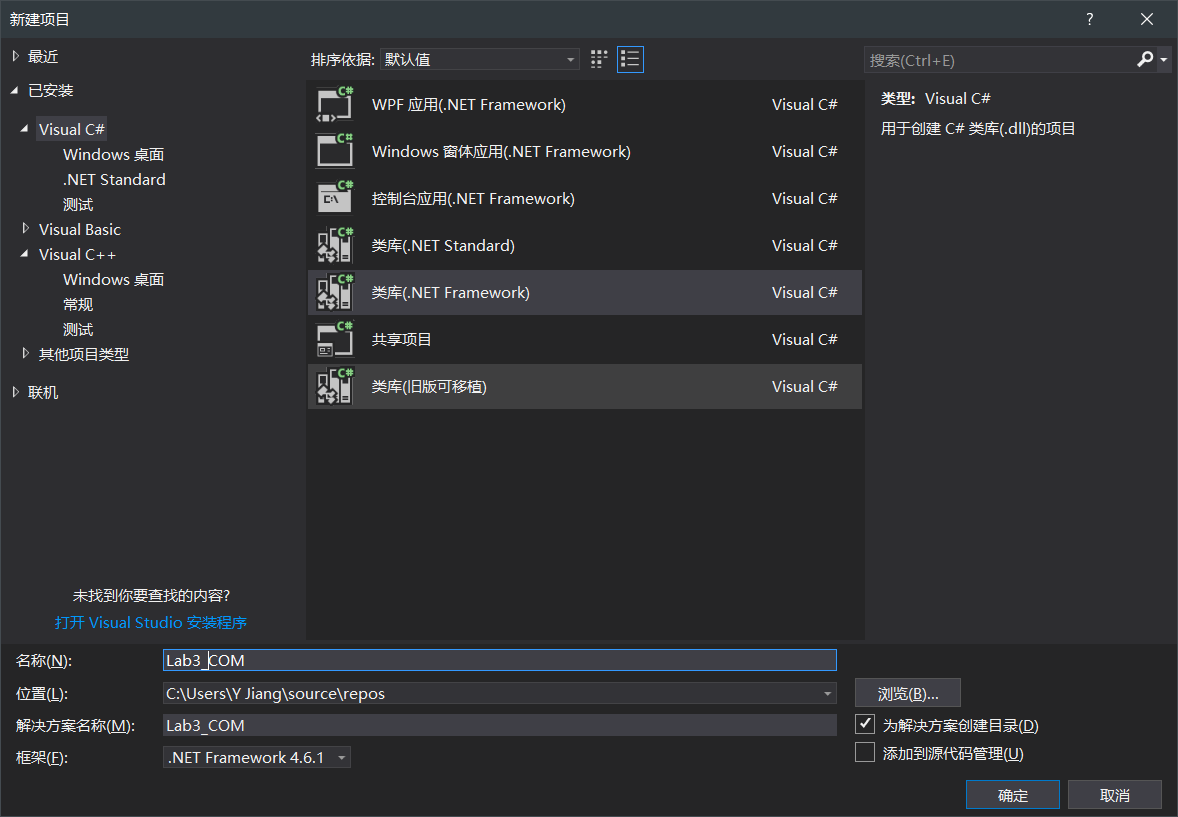 新建项目
?
最近
已安装
Visual C#
Windows 桌面
.NET Standard
测试
Visual Basic
Visual C++
Windows 桌面
常规
测试
其他项目类型
联机
未找到你要查找的内容?
打开 Visual Studio 安装程序
排序依据: 默认值
WPF 应用(.NET Framework) Visual C#
Windows 窗体应用(.NET Framework) Visual C#
控制台应用(.NET Framework) Visual C#
类库(.NET Standard) Visual C#
类库(.NET Framework) Visual C#
共享项目 Visual C#
类库(旧版可移植) Visual C#
搜索(Ctrl+E)
类型: Visual C#
用于创建 C# 类库(.dll)的项目
名称(N): Lab3_COM
位置(L): C:\Users\Y Jiang\source\repos 浏览(B)...
解决方案名称(M): Lab3_COM 为解决方案创建目录(D)
框架(F): .NET Framework 4.6.1 添加到源代码管理(U)
确定 取消